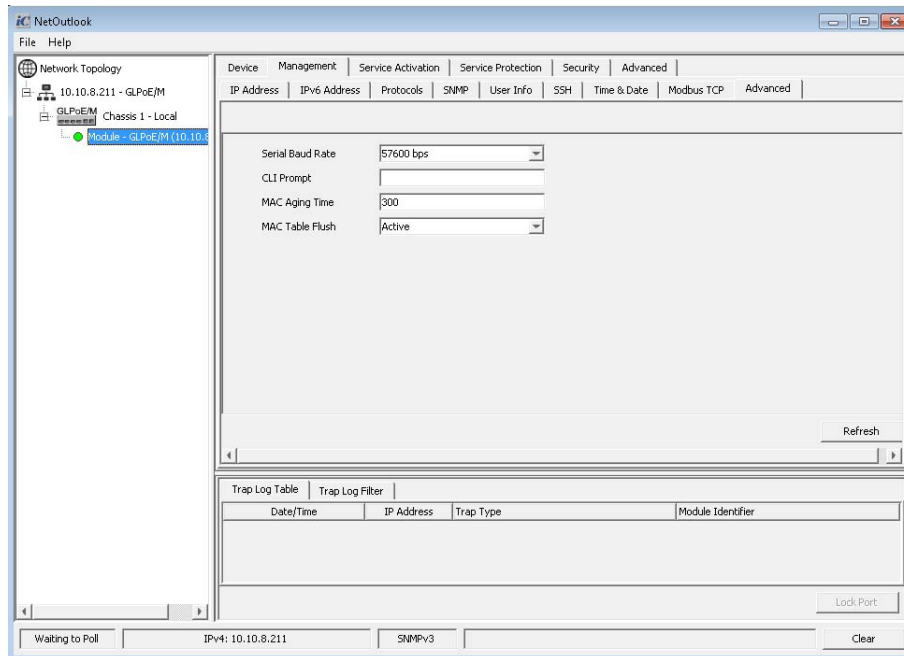 iC NetOutlook
File Help
Network Topology
10.10.8.211 - GLPoE/M
GLPoE/M Chassis 1 - Local
Module - GLPoE/M (10.10.8
Device Management Service Activation Service Protection Security Advanced
IP Address IPv6 Address Protocols SNMP User Info SSH Time & Date Modbus TCP Advanced
Serial Baud Rate 57600 bps
CLI Prompt
MAC Aging Time 300
MAC Table Flush Active
Refresh
Trap Log Table Trap Log Filter
Date/Time IP Address Trap Type Module Identifier
Lock Port
Waiting to Poll IPv4: 10.10.8.211 SNMPv3 Clear